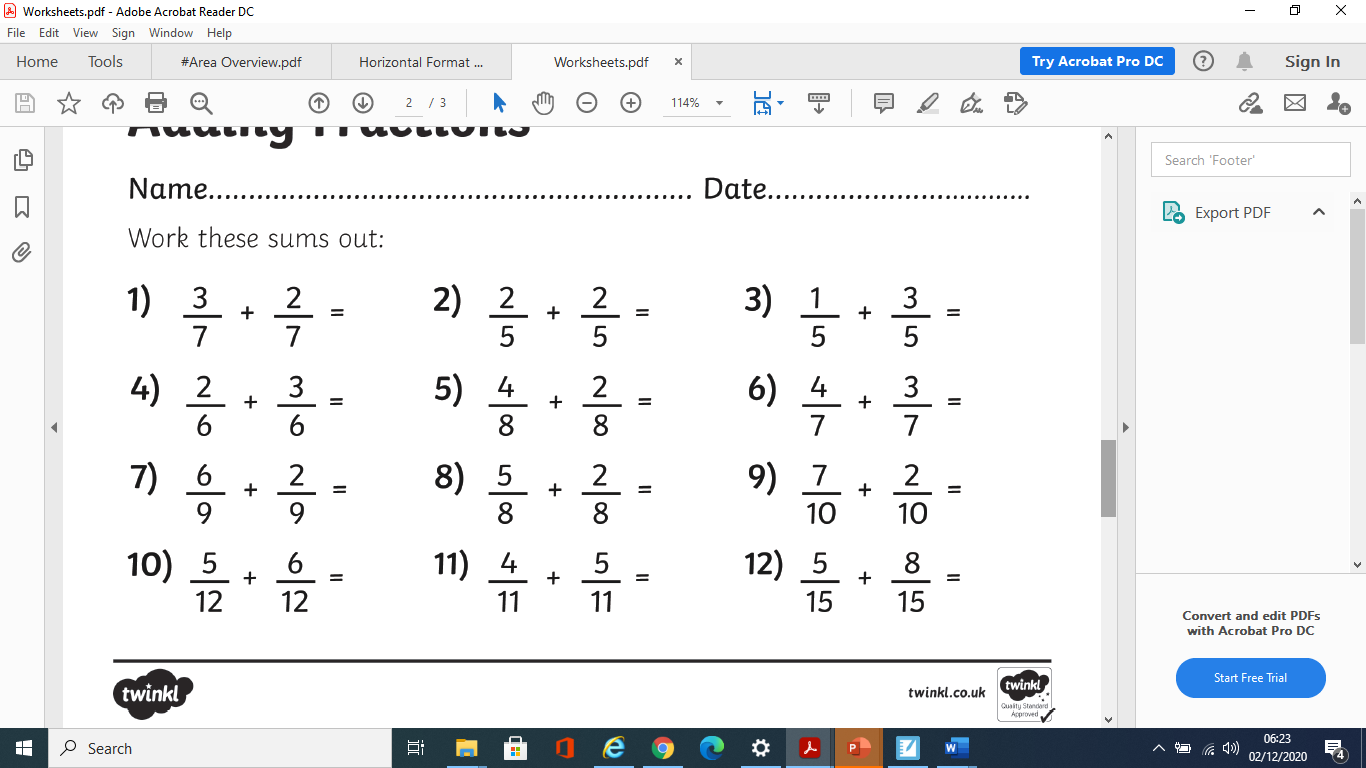 Worksheets.pdf - Adobe Acrobat Reader DC
File Edit View Sign Window Help
Home Tools #Area Overview.pdf Horizontal Format ... Worksheets.pdf × Try Acrobat Pro DC ? Sign In
2 / 3 114%
Adding Fractions
Search 'Footer'
Export PDF
Name............................................................ Date................................
Work these sums out:
1) 3/7 + 2/7 = 2) 2/5 + 2/5 = 3) 1/5 + 3/5 =
4) 2/6 + 3/6 = 5) 4/8 + 2/8 = 6) 4/7 + 3/7 =
7) 6/9 + 2/9 = 8) 5/8 + 2/8 = 9) 7/10 + 2/10 =
10) 5/12 + 6/12 = 11) 4/11 + 5/11 = 12) 5/15 + 8/15 =
twinkl twinkl.co.uk twinkl
Quality Standard
Approved
Convert and edit PDFs
with Acrobat Pro DC
Start Free Trial
Search
06:23
02/12/2020
4